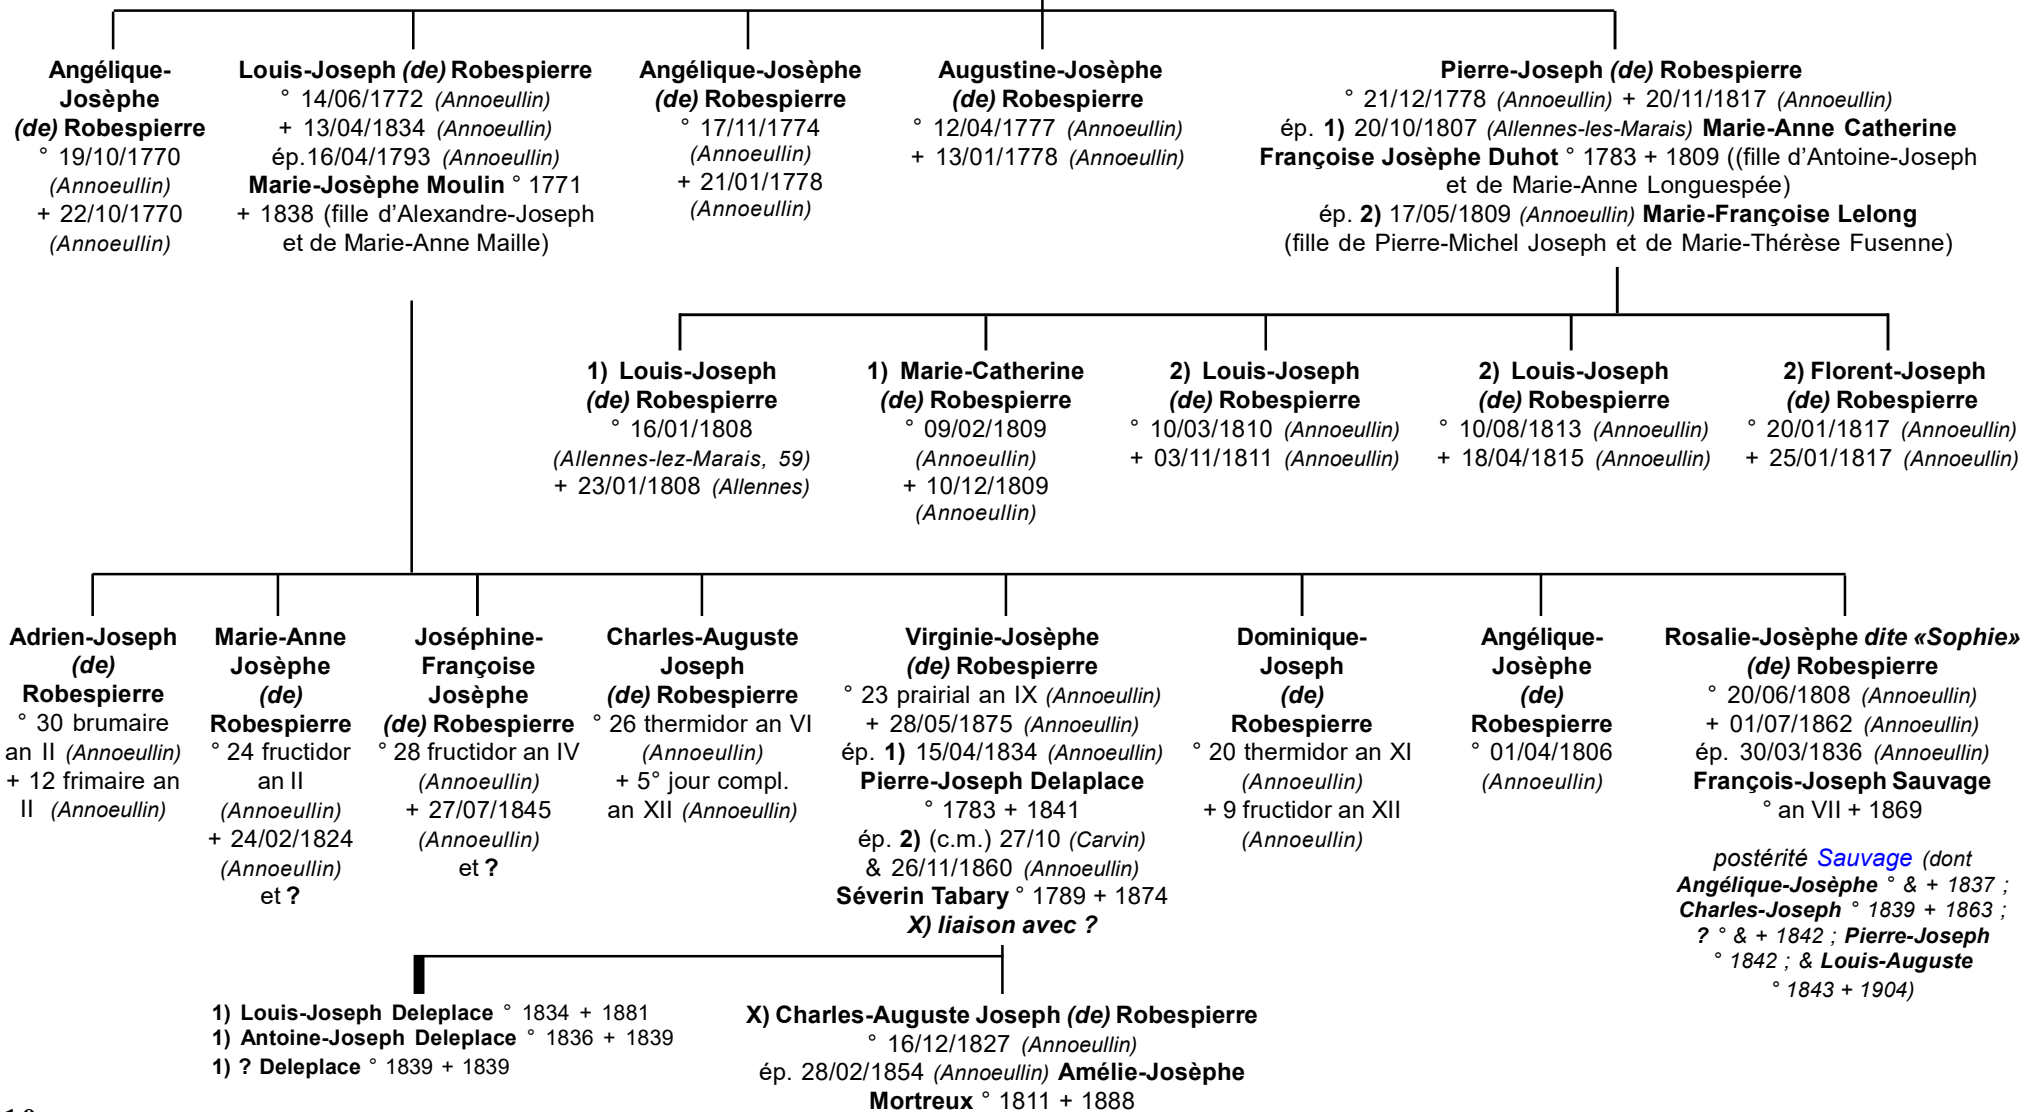 Angélique-
Josèphe
(de) Robespierre
° 19/10/1770
(Annoeullin)
+ 22/10/1770
(Annoeullin)
Louis-Joseph (de) Robespierre
° 14/06/1772 (Annoeullin)
+ 13/04/1834 (Annoeullin)
ép.16/04/1793 (Annoeullin)
Marie-Josèphe Moulin ° 1771
+ 1838 (fille d'Alexandre-Joseph
et de Marie-Anne Maille)
Angélique-Josèphe
(de) Robespierre
° 17/11/1774
(Annoeullin)
+ 21/01/1778
(Annoeullin)
Augustine-Josèphe
(de) Robespierre
° 12/04/1777 (Annoeullin)
+ 13/01/1778 (Annoeullin)
Pierre-Joseph (de) Robespierre
° 21/12/1778 (Annoeullin) + 20/11/1817 (Annoeullin)
ép. 1) 20/10/1807 (Allennes-les-Marais) Marie-Anne Catherine
Françoise Josèphe Duhot ° 1783 + 1809 ((fille d'Antoine-Joseph
et de Marie-Anne Longuespée)
ép. 2) 17/05/1809 (Annoeullin) Marie-Françoise Lelong
(fille de Pierre-Michel Joseph et de Marie-Thérèse Fusenne)
1) Louis-Joseph
(de) Robespierre
° 16/01/1808
(Allennes-lez-Marais, 59)
+ 23/01/1808 (Allennes)
1) Marie-Catherine
(de) Robespierre
° 09/02/1809
(Annoeullin)
+ 10/12/1809
(Annoeullin)
2) Louis-Joseph
(de) Robespierre
° 10/03/1810 (Annoeullin)
+ 03/11/1811 (Annoeullin)
2) Louis-Joseph
(de) Robespierre
° 10/08/1813 (Annoeullin)
+ 18/04/1815 (Annoeullin)
2) Florent-Joseph
(de) Robespierre
° 20/01/1817 (Annoeullin)
+ 25/01/1817 (Annoeullin)
Adrien-Joseph
(de)
Robespierre
° 30 brumaire
an II (Annoeullin)
+ 12 frimaire an
II (Annoeullin)
Marie-Anne
Josèphe
(de)
Robespierre
° 24 fructidor
an II
(Annoeullin)
+ 24/02/1824
(Annoeullin)
et ?
Joséphine-
Françoise
Josèphe
(de) Robespierre
° 28 fructidor an IV
(Annoeullin)
+ 27/07/1845
(Annoeullin)
et ?
Charles-Auguste
Joseph
(de) Robespierre
° 26 thermidor an VI
(Annoeullin)
+ 5° jour compl.
an XII (Annoeullin)
Virginie-Josèphe
(de) Robespierre
° 23 prairial an IX (Annoeullin)
+ 28/05/1875 (Annoeullin)
ép. 1) 15/04/1834 (Annoeullin)
Pierre-Joseph Delaplace
° 1783 + 1841
ép. 2) (c.m.) 27/10 (Carvin)
& 26/11/1860 (Annoeullin)
Séverin Tabary ° 1789 + 1874
X) liaison avec ?
Dominique-
Joseph
(de)
Robespierre
° 20 thermidor an XI
(Annoeullin)
+ 9 fructidor an XII
(Annoeullin)
Angélique-
Josèphe
(de)
Robespierre
° 01/04/1806
(Annoeullin)
Rosalie-Josèphe dite «Sophie»
(de) Robespierre
° 20/06/1808 (Annoeullin)
+ 01/07/1862 (Annoeullin)
ép. 30/03/1836 (Annoeullin)
François-Joseph Sauvage
° an VII + 1869
postérité Sauvage (dont
Angélique-Josèphe ° & + 1837 ;
Charles-Joseph ° 1839 + 1863 ;
? ° & + 1842 ; Pierre-Joseph
° 1842 ; & Louis-Auguste
° 1843 + 1904)
1) Louis-Joseph Deleplace ° 1834 + 1881
1) Antoine-Joseph Deleplace ° 1836 + 1839
1) ? Deleplace ° 1839 + 1839
X) Charles-Auguste Joseph (de) Robespierre
° 16/12/1827 (Annoeullin)
ép. 28/02/1854 (Annoeullin) Amélie-Josèphe
Mortreux ° 1811 + 1888